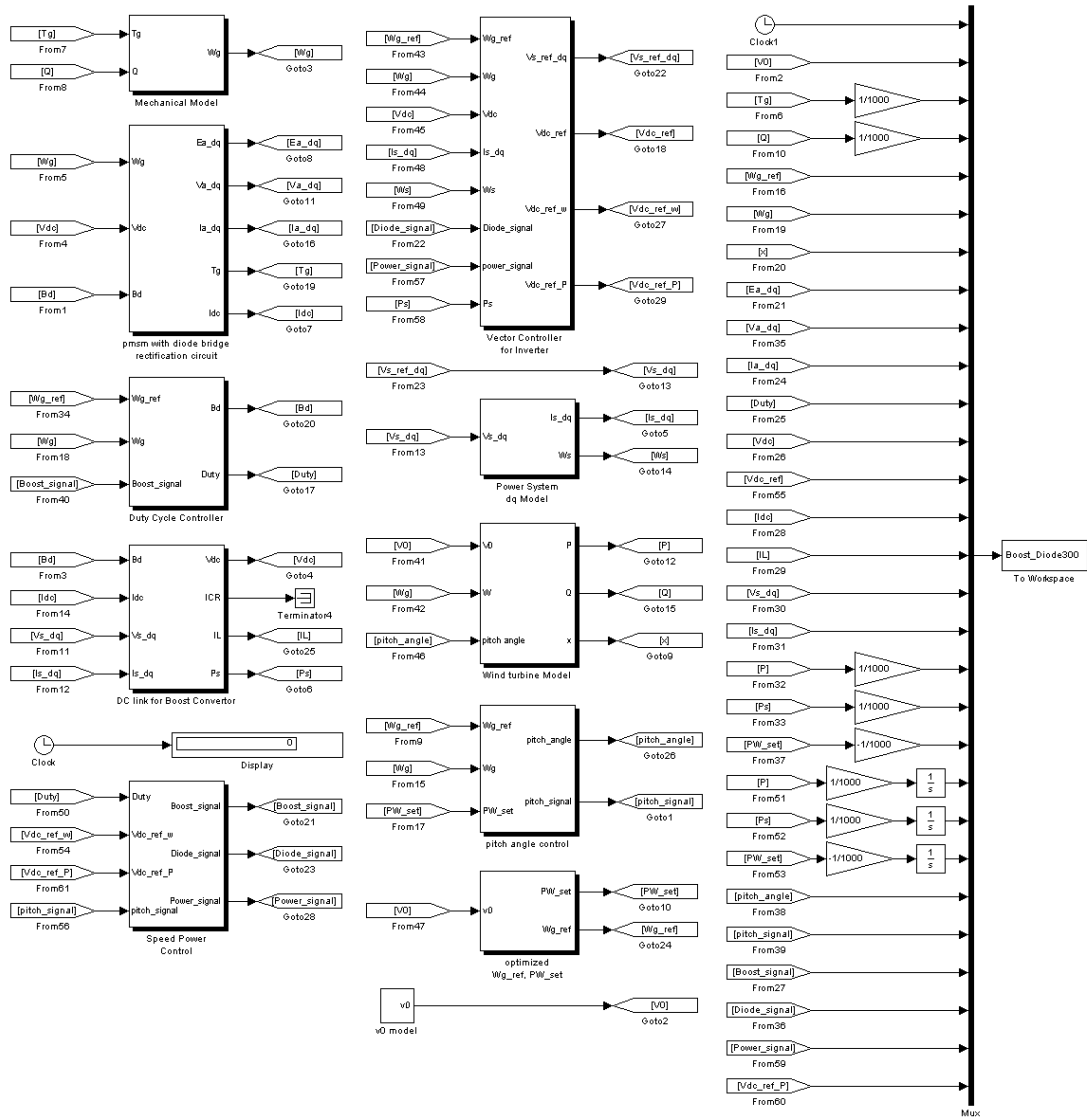 [Tg]
From7
[Q]
From8
Tg
Q
Wg
Mechanical Model
[Wg]
Goto3
[Wg]
From5
[Vdc]
From4
[Bd]
From1
Wg
Vdc
Bd
Ea_dq
Va_dq
Ia_dq
Tg
Idc
pmsm with diode bridge
rectification circuit
[Ea_dq]
Goto8
[Va_dq]
Goto11
[Ia_dq]
Goto16
[Tg]
Goto19
[Idc]
Goto7
[Wg_ref]
From34
[Wg]
From18
[Boost_signal]
From40
Wg_ref
Wg
Boost_signal
Bd
Duty
Duty Cycle Controller
[Bd]
Goto20
[Duty]
Goto17
[Bd]
From3
[Idc]
From14
[Vs_dq]
From11
[Is_dq]
From12
Bd
Idc
Vs_dq
Is_dq
Vdc
ICR
IL
Ps
DC link for Boost Convertor
[Vdc]
Goto4
Terminator4
[IL]
Goto25
[Ps]
Goto6
Clock
0
Display
[Duty]
From50
[Vdc_ref_w]
From54
[Vdc_ref_P]
From61
[pitch_signal]
From56
Duty
Vdc_ref_w
Vdc_ref_P
pitch_signal
Boost_signal
Diode_signal
Power_signal
Speed Power
Control
[Boost_signal]
Goto21
[Diode_signal]
Goto23
[Power_signal]
Goto28
[Wg_ref]
From43
[Wg]
From44
[Vdc]
From45
[Is_dq]
From48
[Ws]
From49
[Diode_signal]
From22
[Power_signal]
From57
[Ps]
From58
Wg_ref
Wg
Vdc
Is_dq
Ws
Diode_signal
power_signal
Ps
Vs_ref_dq
Vdc_ref
Vdc_ref_w
Vdc_ref_P
Vector Controller
for Inverter
[Vs_ref_dq]
Goto22
[Vdc_ref]
Goto18
[Vdc_ref_w]
Goto27
[Vdc_ref_P]
Goto29
[Vs_ref_dq]
From23
[Vs_dq]
Goto13
[Vs_dq]
From13
Vs_dq
Is_dq
Ws
Power System
dq Model
[Is_dq]
Goto5
[Ws]
Goto14
[V0]
From41
[Wg]
From42
[pitch_angle]
From46
V0
W
pitch angle
P
Q
x
Wind turbine Model
[P]
Goto12
[Q]
Goto15
[x]
Goto9
[Wg_ref]
From9
[Wg]
From15
[PW_set]
From17
Wg_ref
Wg
PW_set
pitch_angle
pitch_signal
pitch angle control
[pitch_angle]
Goto26
[pitch_signal]
Goto1
[V0]
From47
v0
PW_set
Wg_ref
optimized
Wg_ref, PW_set
[PW_set]
Goto10
[Wg_ref]
Goto24
v0
v0 model
[V0]
Goto2
Clock1
[V0]
From2
[Tg]
From6
1/1000
[Q]
From10
1/1000
[Wg_ref]
From16
[Wg]
From19
[x]
From20
[Ea_dq]
From21
[Va_dq]
From35
[Ia_dq]
From24
[Duty]
From25
[Vdc]
From26
[Vdc_ref]
From55
[Idc]
From28
[IL]
From29
[Vs_dq]
From30
[Is_dq]
From31
[P]
From32
1/1000
[Ps]
From33
1/1000
[PW_set]
From37
-1/1000
[P]
From51
1/1000
1
s
[Ps]
From52
1/1000
1
s
[PW_set]
From53
-1/1000
1
s
[pitch_angle]
From38
[pitch_signal]
From39
[Boost_signal]
From27
[Diode_signal]
From36
[Power_signal]
From59
[Vdc_ref_P]
From60
Mux
Boost_Diode300
To Workspace